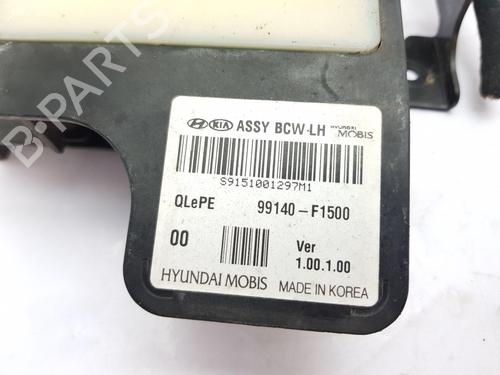 B-PARTS
KIA ASSY BCW-LH HYUNDAI MOBIS
S9151001297M1
QLePE 99140-F1500
00 Ver
1.00.1.00
HYUNDAI MOBIS MADE IN KOREA